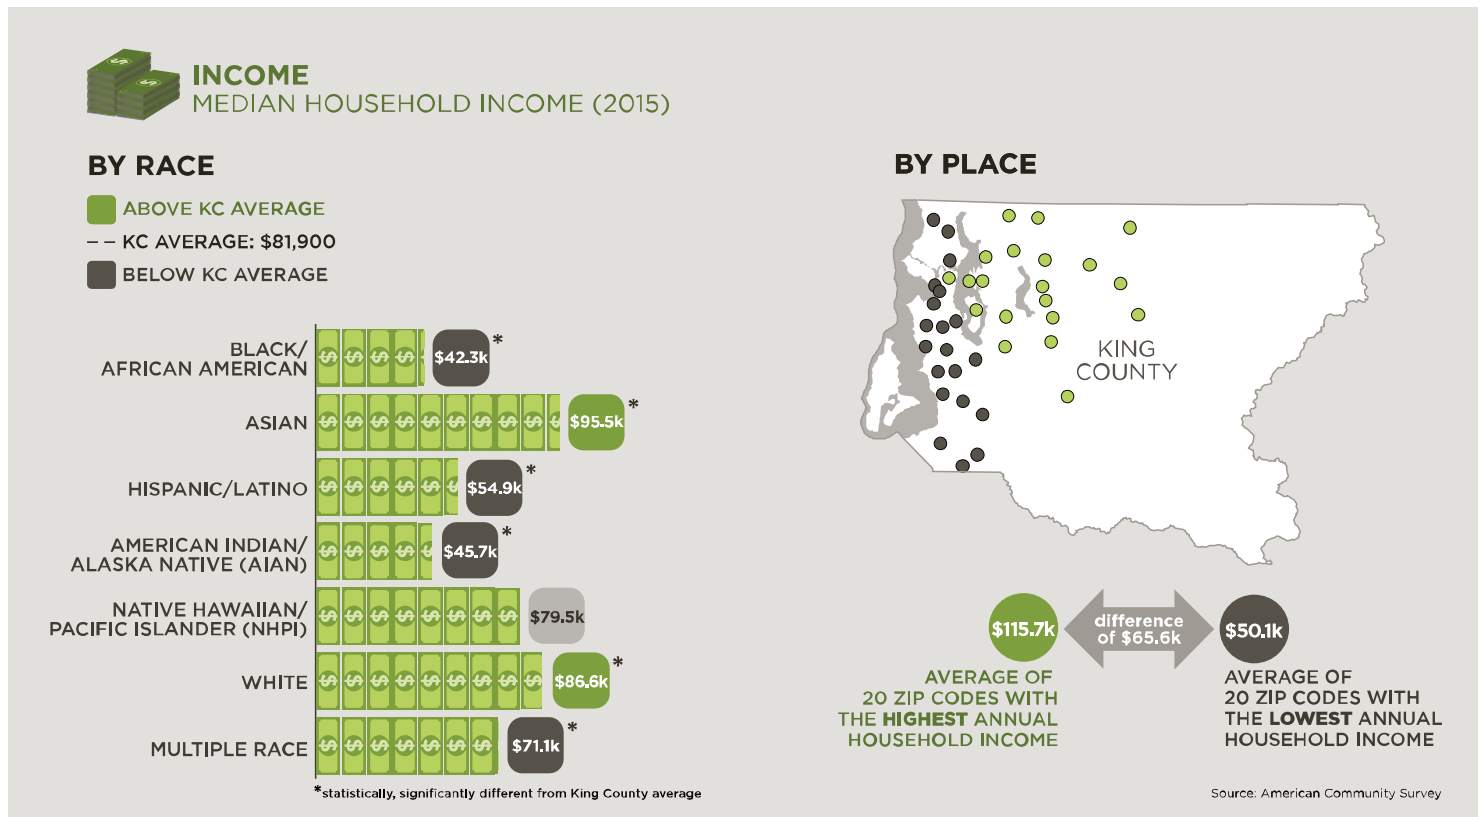 INCOME
MEDIAN HOUSEHOLD INCOME (2015)
BY RACE
ABOVE KC AVERAGE
-- KC AVERAGE: $81,900
BELOW KC AVERAGE
BLACK/
AFRICAN AMERICAN
$42.3k
*
ASIAN
$95.5k
*
HISPANIC/LATINO
$54.9k
*
AMERICAN INDIAN/
ALASKA NATIVE (AIAN)
$45.7k
*
NATIVE HAWAIIAN/
PACIFIC ISLANDER (NHPI)
$79.5k
WHITE
$86.6k
*
MULTIPLE RACE
$71.1k
*
*statistically, significantly different from King County average
BY PLACE
KING
COUNTY
$115.7k
difference
of $65.6k
$50.1k
AVERAGE OF
20 ZIP CODES WITH
THE HIGHEST ANNUAL
HOUSEHOLD INCOME
AVERAGE OF
20 ZIP CODES WITH
THE LOWEST ANNUAL
HOUSEHOLD INCOME
Source: American Community Survey